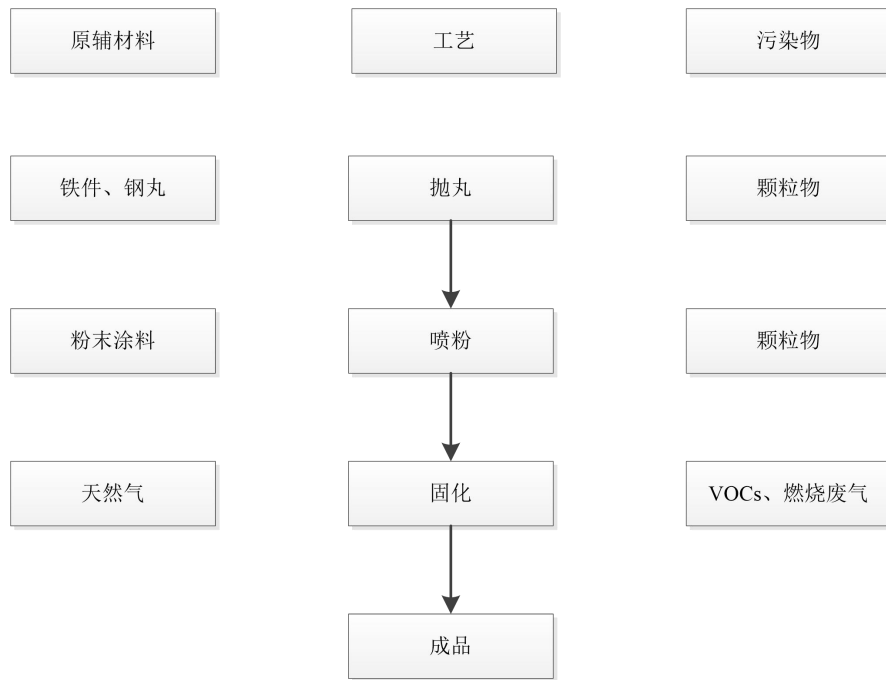 原辅材料
工艺
污染物
铁件、钢丸
抛丸
颗粒物
粉末涂料
喷粉
颗粒物
天然气
固化
VOCs、燃烧废气
成品